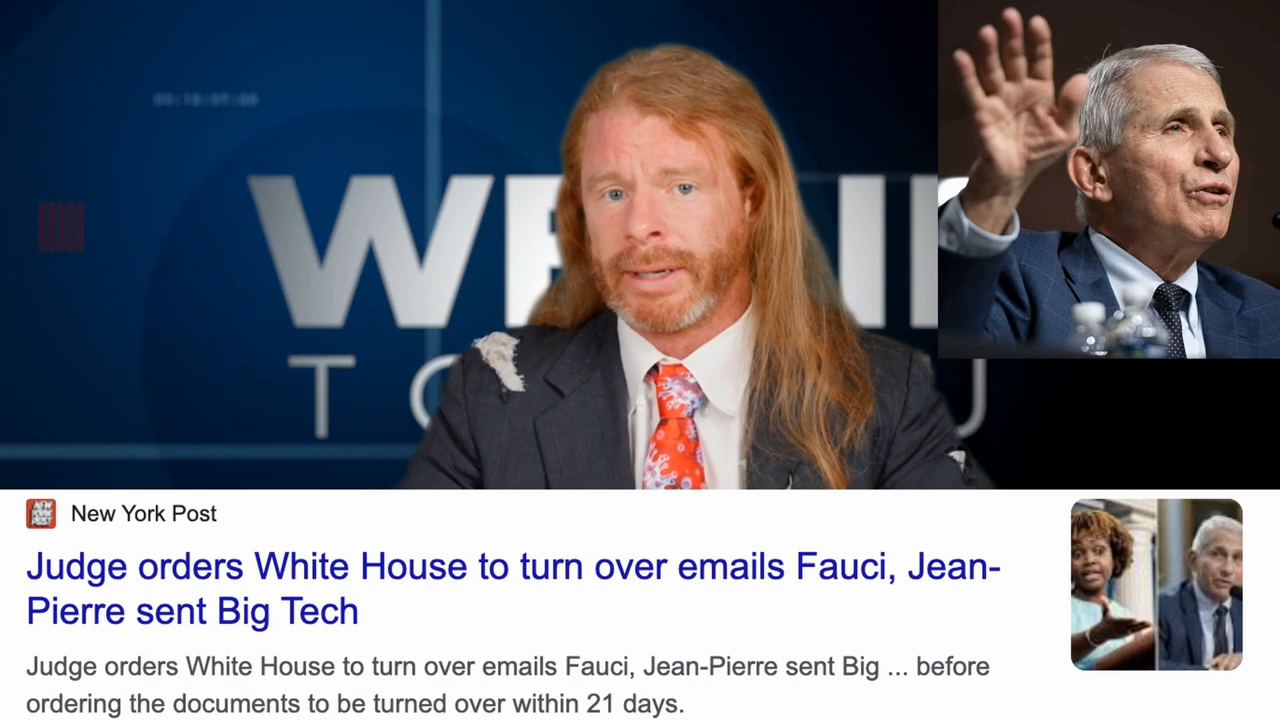 New York Post
Judge orders White House to turn over emails Fauci, Jean-
Pierre sent Big Tech
Judge orders White House to turn over emails Fauci, Jean-Pierre sent Big ... before
ordering the documents to be turned over within 21 days.